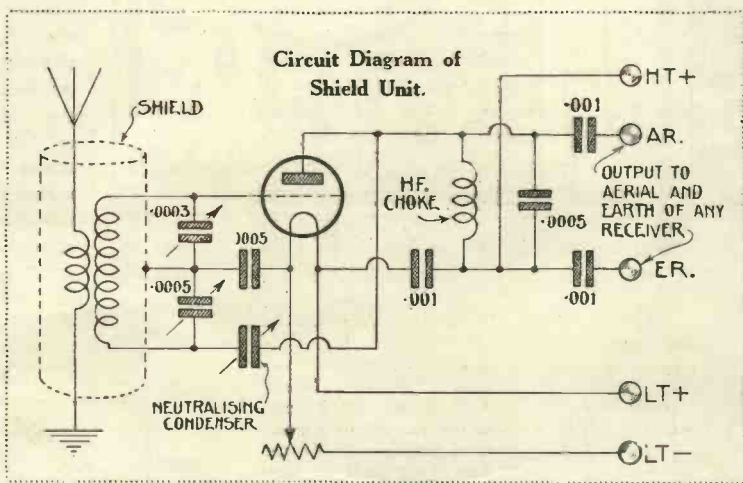 Circuit Diagram of
Shield Unit.
SHIELD
HT+
.001
AR.
OUTPUT TO
AERIAL AND
EARTH OF ANY
RECEIVER
H.F.
CHOKE
.0003
.0005
.0005
.0005
.001
.001
ER.
NEUTRALISING
CONDENSER
LT+
LT-